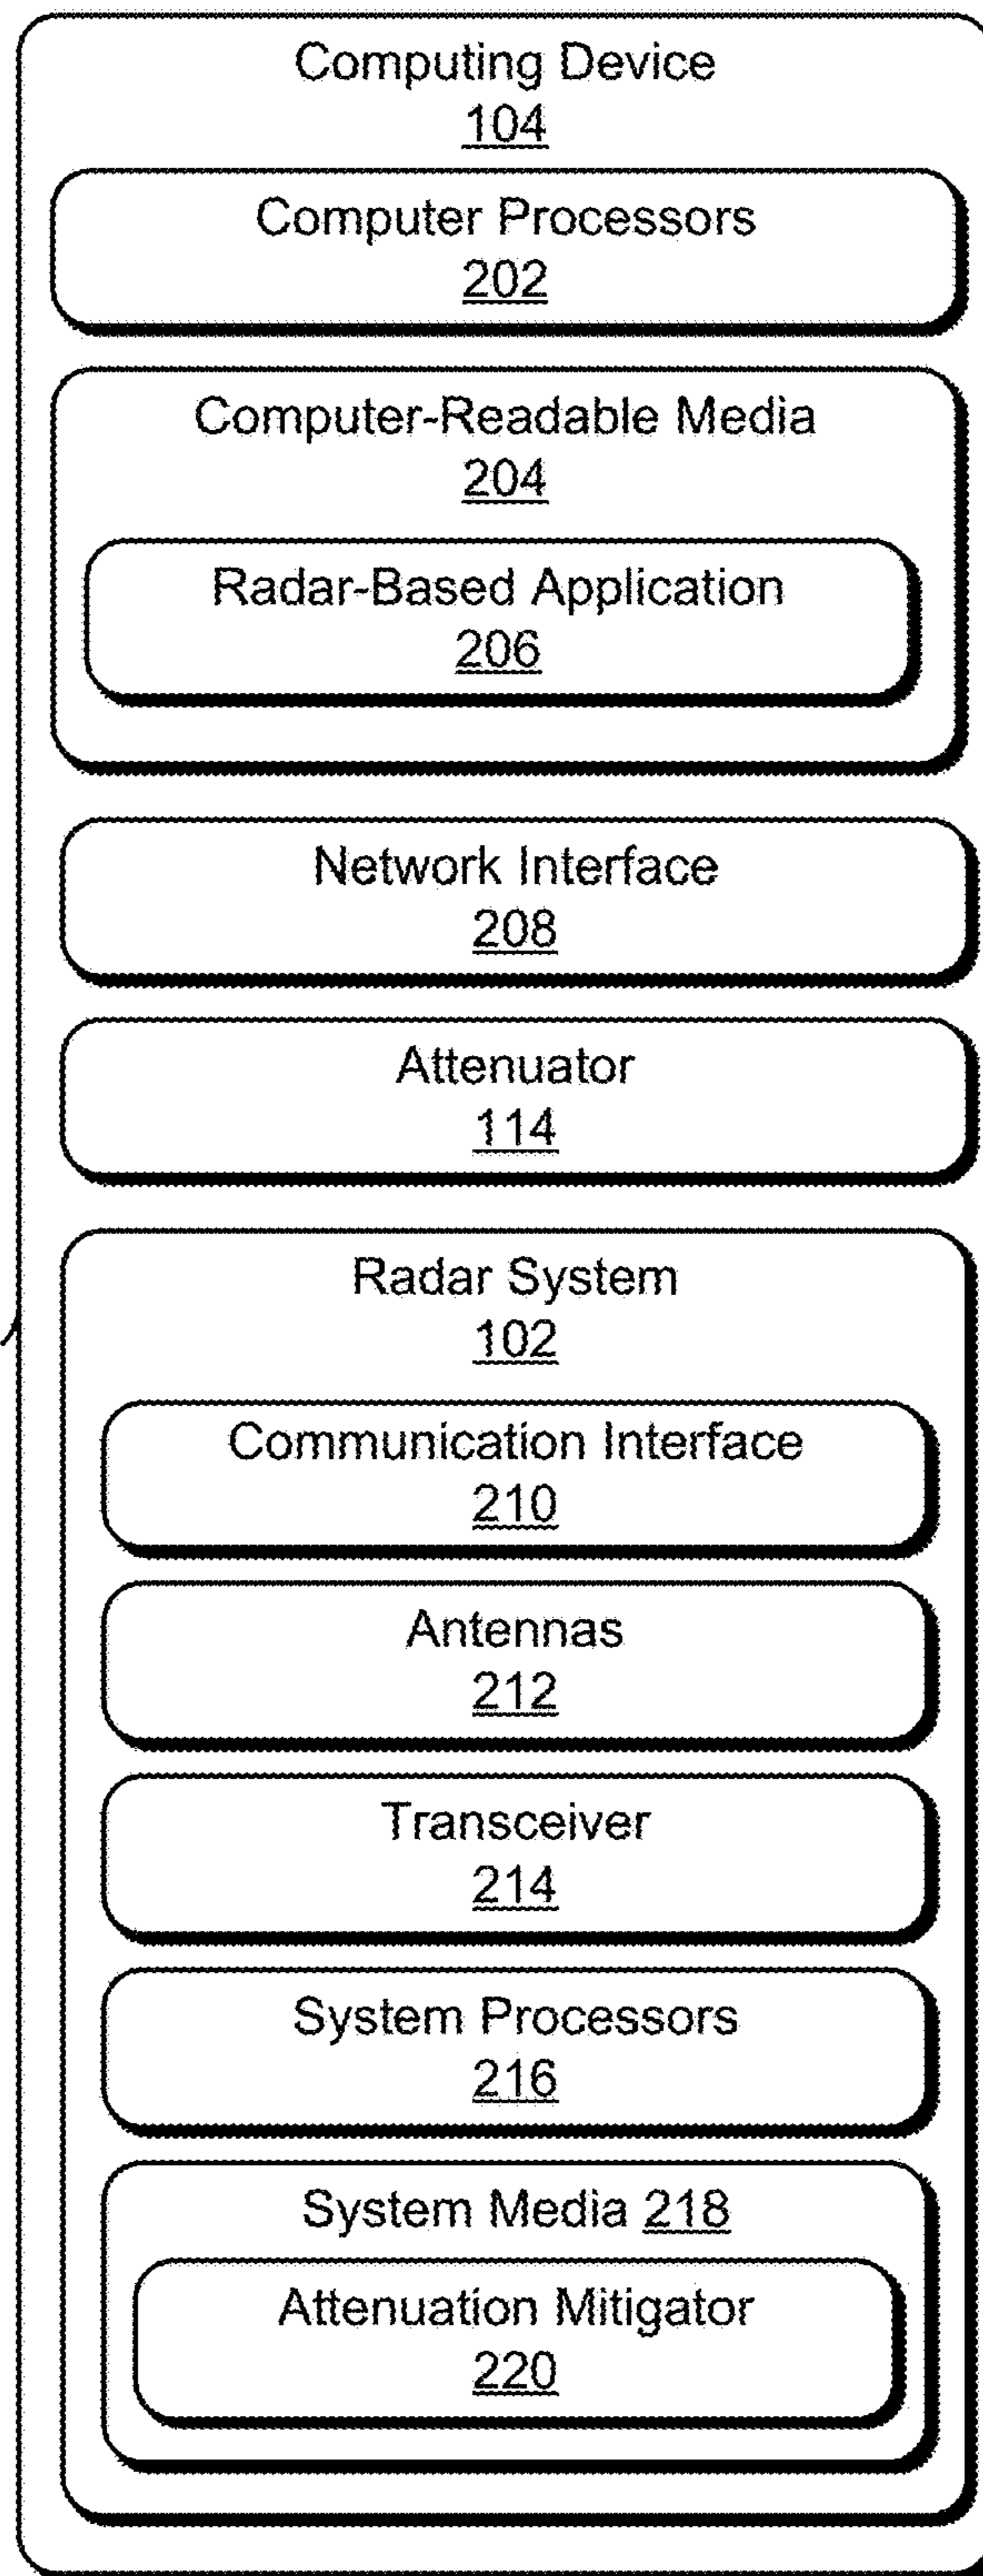 Computing Device
104
Computer Processors
202
Computer-Readable Media
204
Radar-Based Application
206
Network Interface
208
Attenuator
114
Radar System
102
Communication Interface
210
Antennas
212
Transceiver
214
System Processors
216
System Media 218
Attenuation Mitigator
220